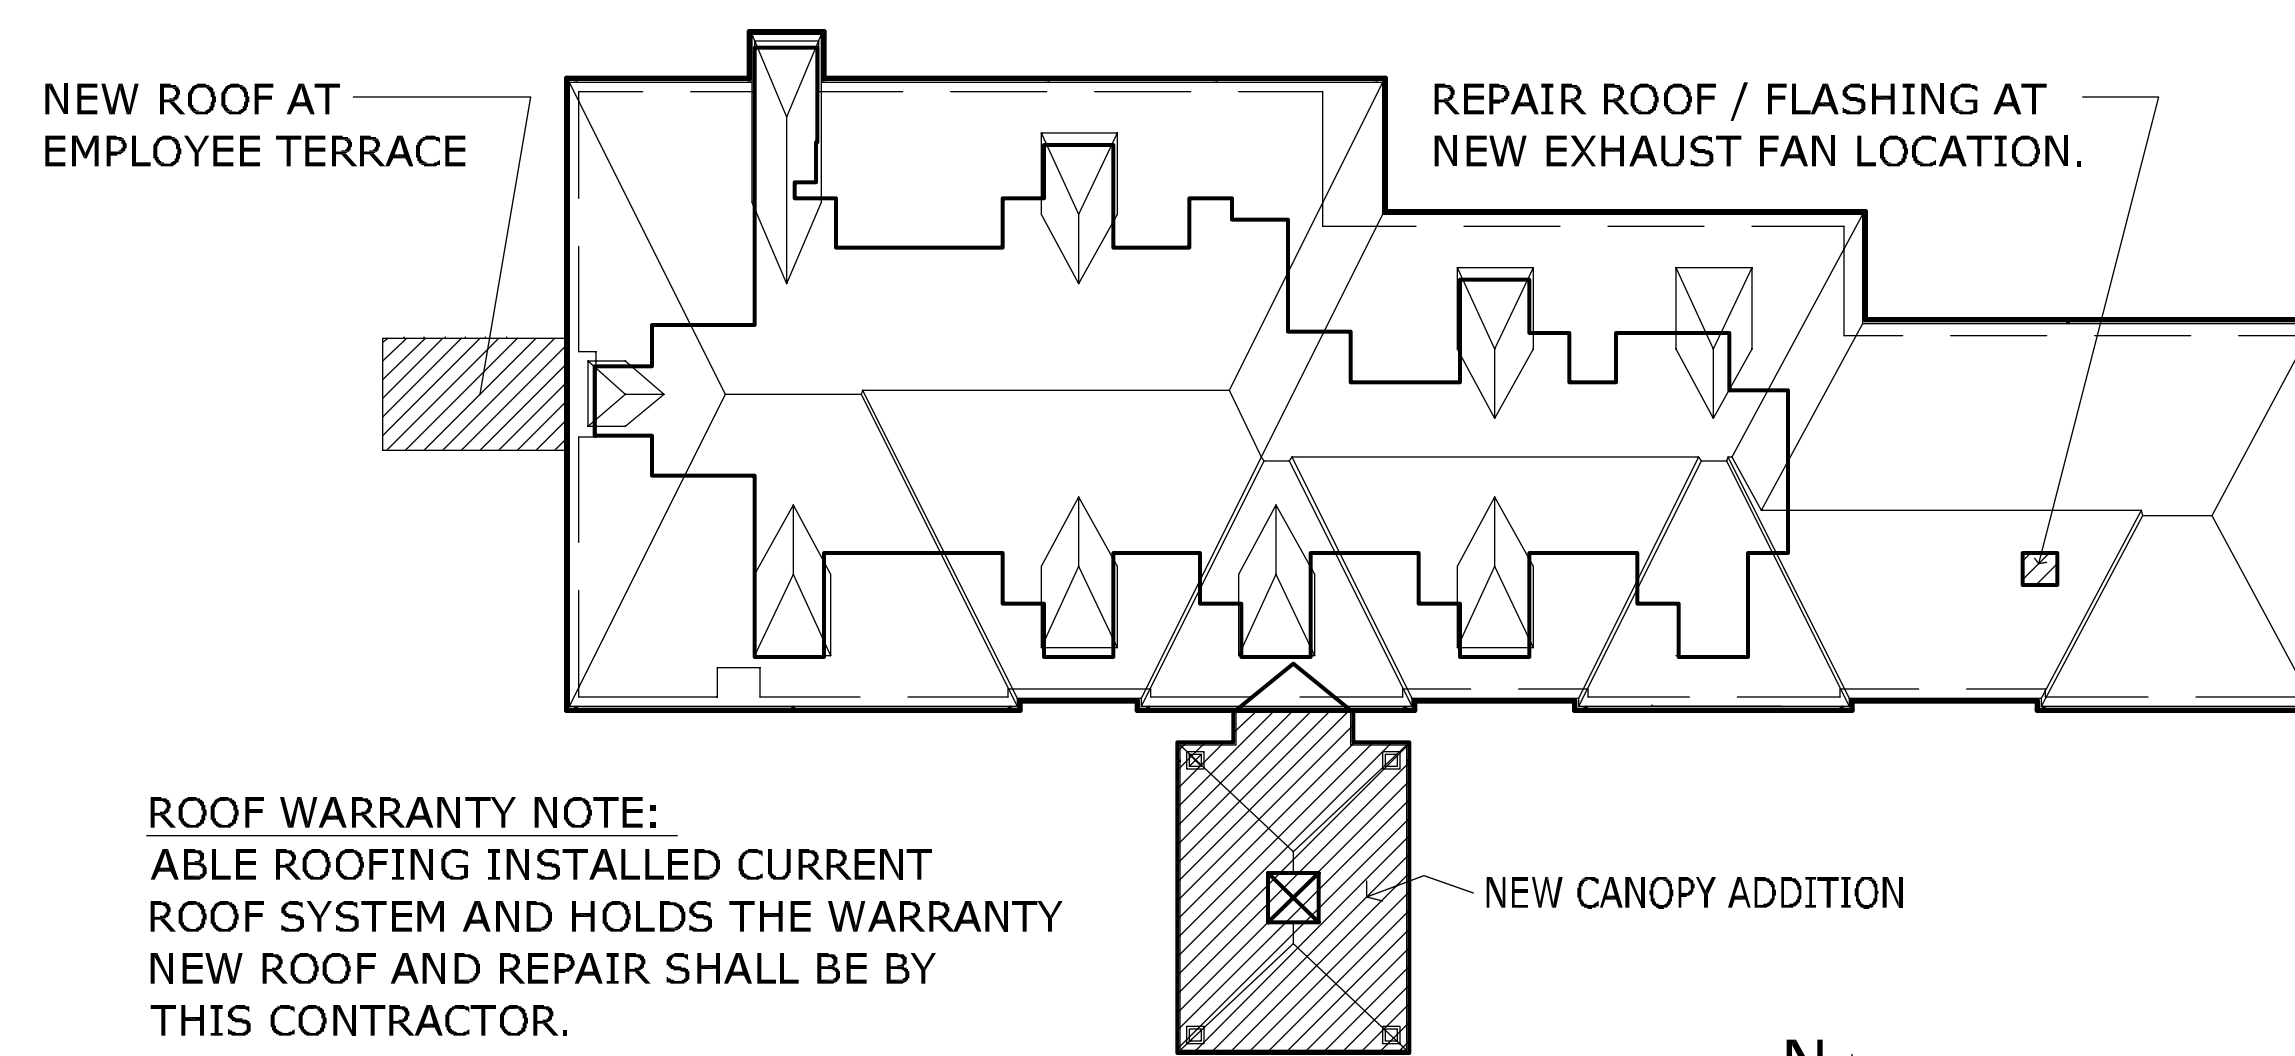 NEW ROOF AT
EMPLOYEE TERRACE
REPAIR ROOF / FLASHING AT
NEW EXHAUST FAN LOCATION.
ROOF WARRANTY NOTE:
ABLE ROOFING INSTALLED CURRENT
ROOF SYSTEM AND HOLDS THE WARRANTY
NEW ROOF AND REPAIR SHALL BE BY
THIS CONTRACTOR.
NEW CANOPY ADDITION
N